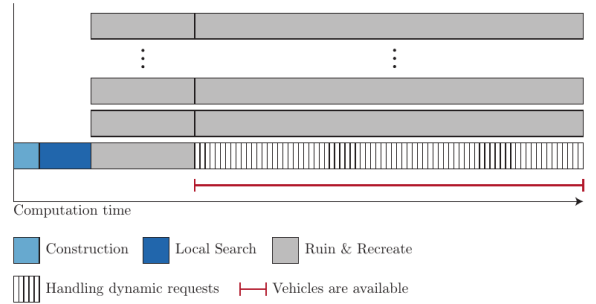 Computation time
Construction Local Search Ruin & Recreate
Handling dynamic requests Vehicles are available